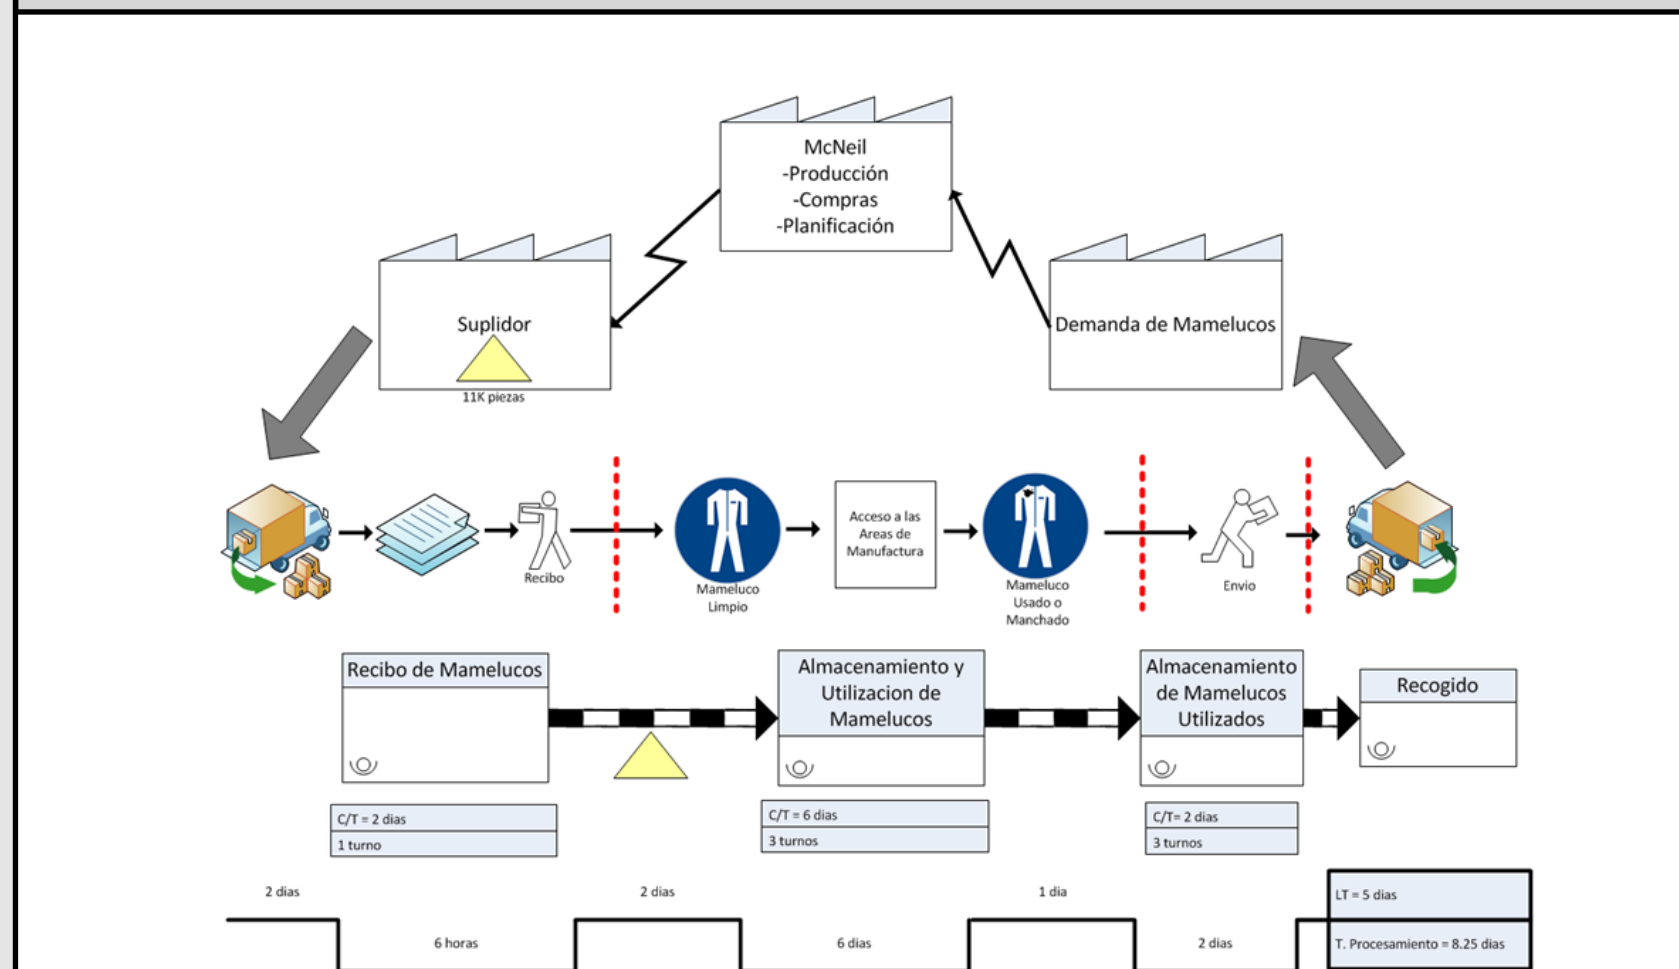 McNeil
-Producción
-Compras
-Planificación
Suplidor
11K piezas
Demanda de Mamelucos
Recibo
Mameluco
Limpio
Acceso a las
Areas de
Manufactura
Mameluco
Usado o
Manchado
Envio
Recibo de Mamelucos
Almacenamiento y
Utilizacion de
Mamelucos
Almacenamiento
de Mamelucos
Utilizados
Recogido
C/T = 2 dias
1 turno
C/T = 6 dias
3 turnos
C/T= 2 dias
3 turnos
2 dias
2 dias
1 dia
LT = 5 dias
6 horas
6 dias
2 dias
T. Procesamiento = 8.25 dias